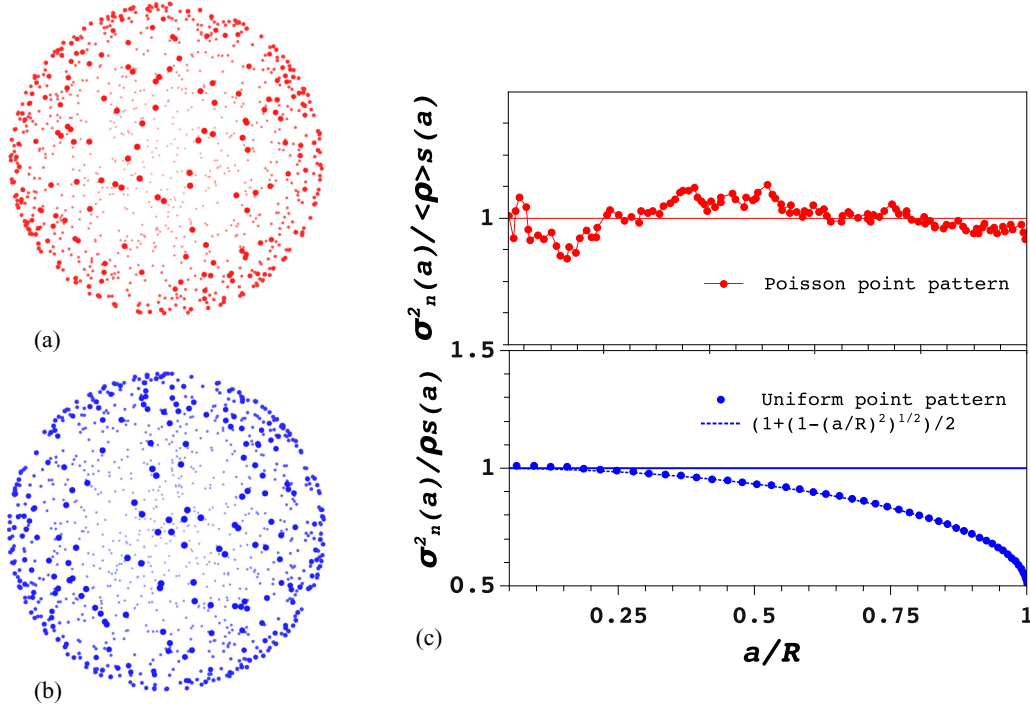 (a)
(b)
σ²ₙ(a)/<ρ>s(a)
1
Poisson point pattern
σ²ₙ(a)/ρs(a)
1.5
1
0.5
Uniform point pattern
(1+(1-(a/R)²)¹/²)/2
0.25
0.5
0.75
1
(c)
a/R